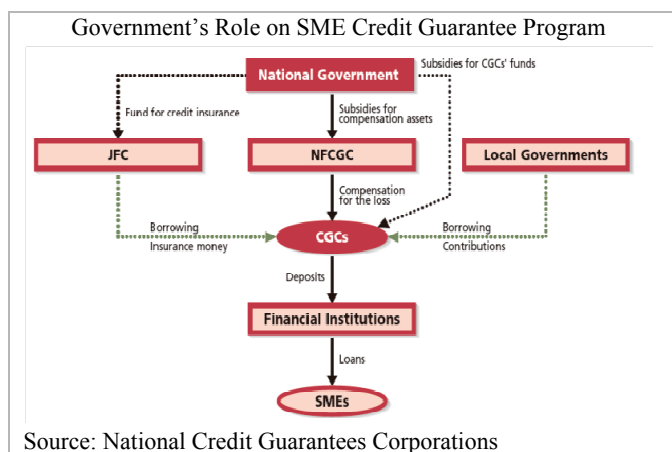 Government's Role on SME Credit Guarantee Program
Subsidies for CGCs' funds
National Government
Fund for credit insurance
Subsidies for
compensation assets
JFC
NFCGC
Local Governments
Compensation
for the loss
Borrowing
Insurance money
CGCs
Borrowing
Contributions
Deposits
Financial Institutions
Loans
SMEs
Source: National Credit Guarantees Corporations